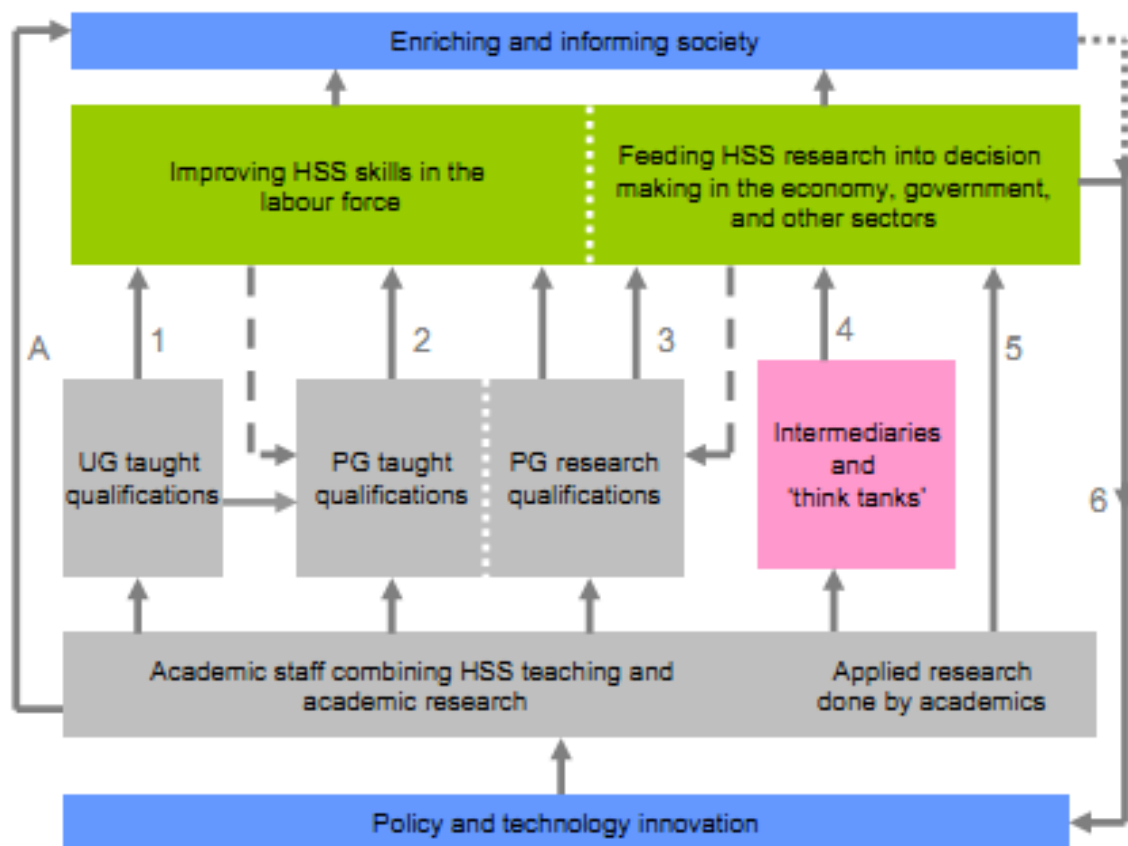 Enriching and informing society
Improving HSS skills in the
labour force
Feeding HSS research into decision
making in the economy, government,
and other sectors
A
1
2
3
4
5
6
UG taught
qualifications
PG taught
qualifications
PG research
qualifications
Intermediaries
and
'think tanks'
Academic staff combining HSS teaching and
academic research
Applied research
done by academics
Policy and technology innovation